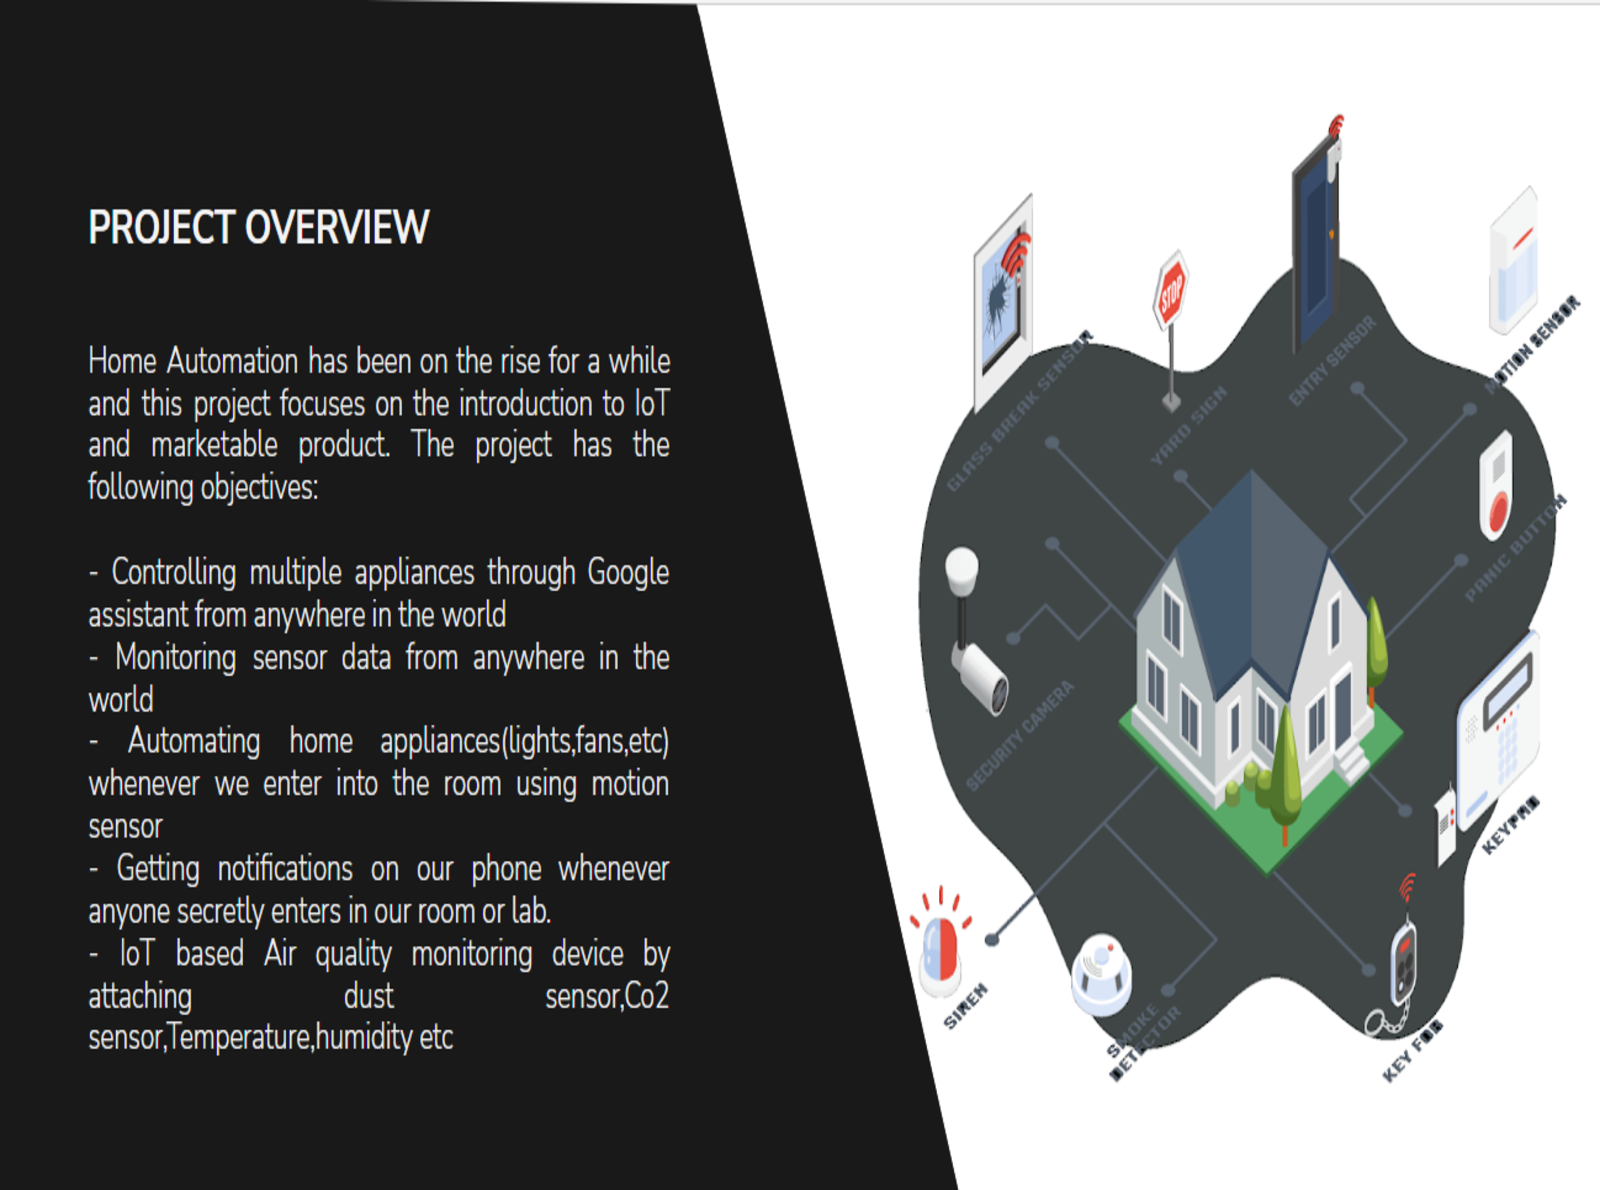 PROJECT OVERVIEW
Home Automation has been on the rise for a while
and this project focuses on the introduction to IoT
and marketable product. The project has the
following objectives:
- Controlling multiple appliances through Google
assistant from anywhere in the world
- Monitoring sensor data from anywhere in the
world
- Automating home appliances(lights,fans,etc)
whenever we enter into the room using motion
sensor
- Getting notifications on our phone whenever
anyone secretly enters in our room or lab.
- IoT based Air quality monitoring device by
attaching dust sensor,Co2
sensor,Temperature,humidity etc
GLASS BREAK SENSOR
STOP
YARD SIGN
ENTRY SENSOR
MOTION SENSOR
PANIC BUTTON
SECURITY CAMERA
KEYPAD
SIREN
SMOKE
DETECTOR
KEY FOB